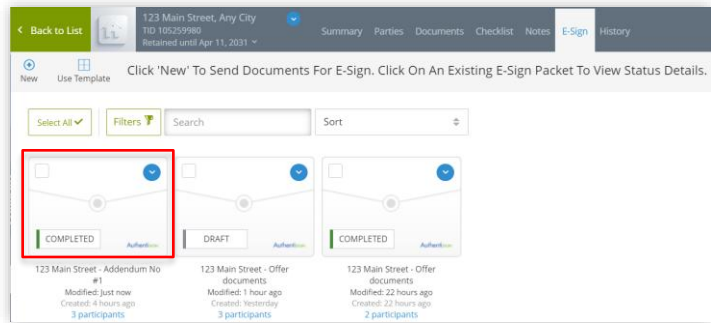 Back to List
123 Main Street, Any City
TID 105259980
Retained until Apr 11, 2031
Summary Parties Documents Checklist Notes E-Sign History
New Use Template Click 'New' To Send Documents For E-Sign. Click On An Existing E-Sign Packet To View Status Details.
Select All Filters Search Sort
COMPLETED DRAFT COMPLETED
123 Main Street - Addendum No
#1
Modified: Just now
Created: 4 hours ago
3 participants
123 Main Street - Offer
documents
Modified: 1 hour ago
Created: Yesterday
3 participants
123 Main Street - Offer
documents
Modified: 22 hours ago
Created: 22 hours ago
2 participants